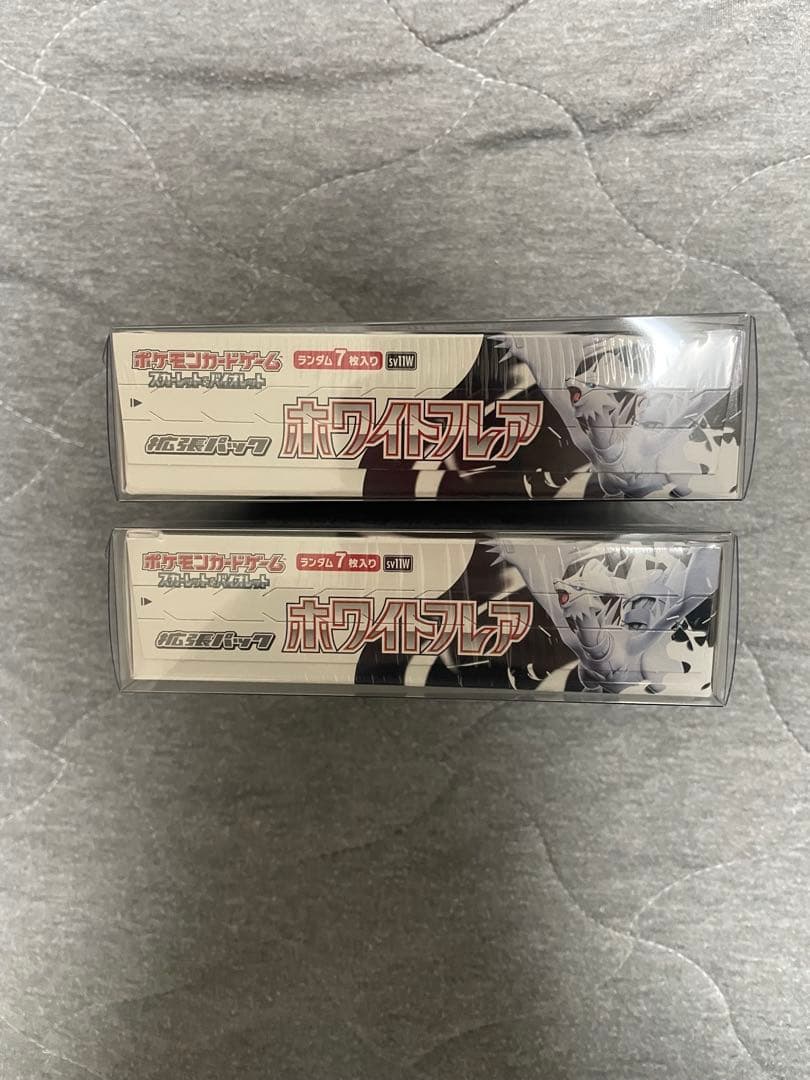 ポケモンカードゲーム
スカーレット&バイオレット
ランダム7枚入り
sv11W
拡張パック
ホワイトフレア
ポケモンカードゲーム
スカーレット&バイオレット
ランダム7枚入り
sv11W
拡張パック
ホワイトフレア